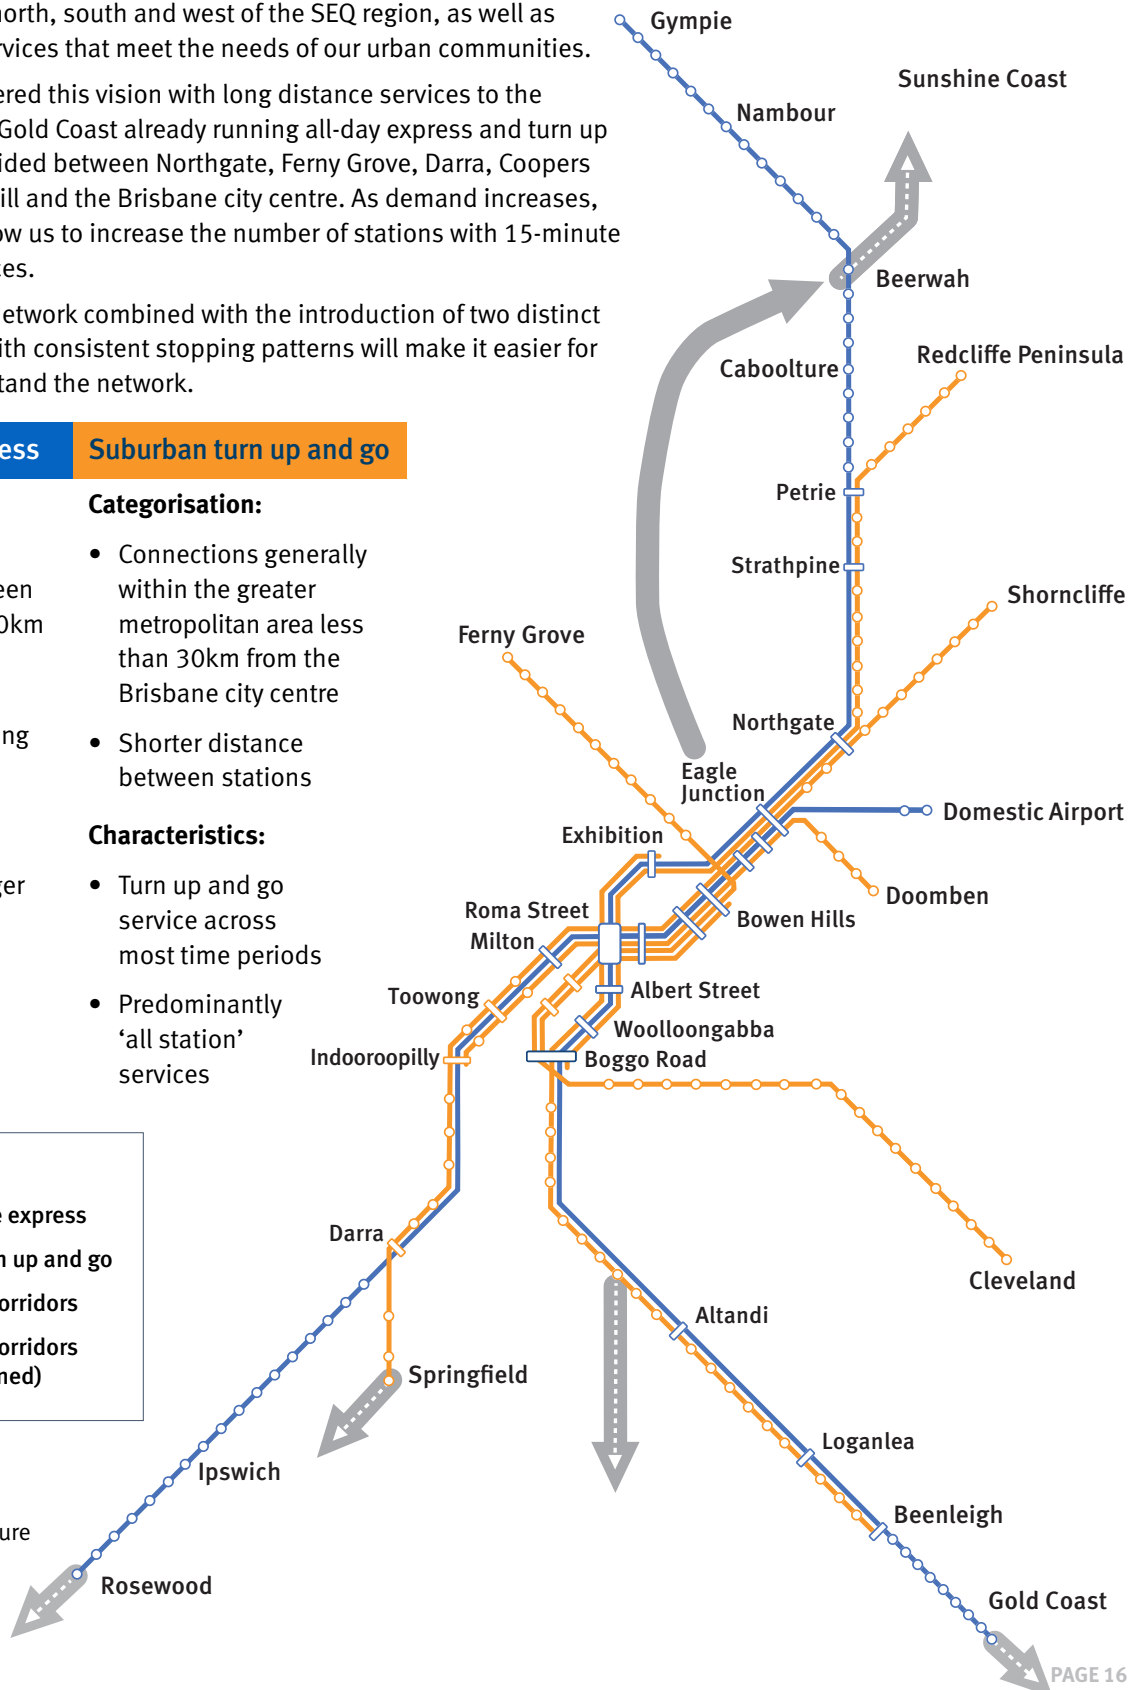 north, south and west of the SEQ region, as well as
rvices that meet the needs of our urban communities.
ered this vision with long distance services to the
Gold Coast already running all-day express and turn up
ided between Northgate, Ferny Grove, Darra, Coopers
ill and the Brisbane city centre. As demand increases,
ow us to increase the number of stations with 15-minute
ces.
network combined with the introduction of two distinct
ith consistent stopping patterns will make it easier for
tand the network.
ess
Suburban turn up and go
Categorisation:
• Connections generally
within the greater
metropolitan area less
than 30km from the
Brisbane city centre
• Shorter distance
between stations
Characteristics:
• Turn up and go
service across
most time periods
• Predominantly
‘all station’
services
een
0km
ng
ger
e express
n up and go
orridors
orridors
ned)
ure
Gympie
Sunshine Coast
Nambour
Beerwah
Caboolture
Redcliffe Peninsula
Petrie
Strathpine
Shorncliffe
Ferny Grove
Northgate
Eagle
Junction
Domestic Airport
Exhibition
Doomben
Roma Street
Bowen Hills
Milton
Toowong
Albert Street
Woolloongabba
Indooroopilly
Boggo Road
Darra
Cleveland
Altandi
Springfield
Loganlea
Ipswich
Beenleigh
Rosewood
Gold Coast
PAGE 16